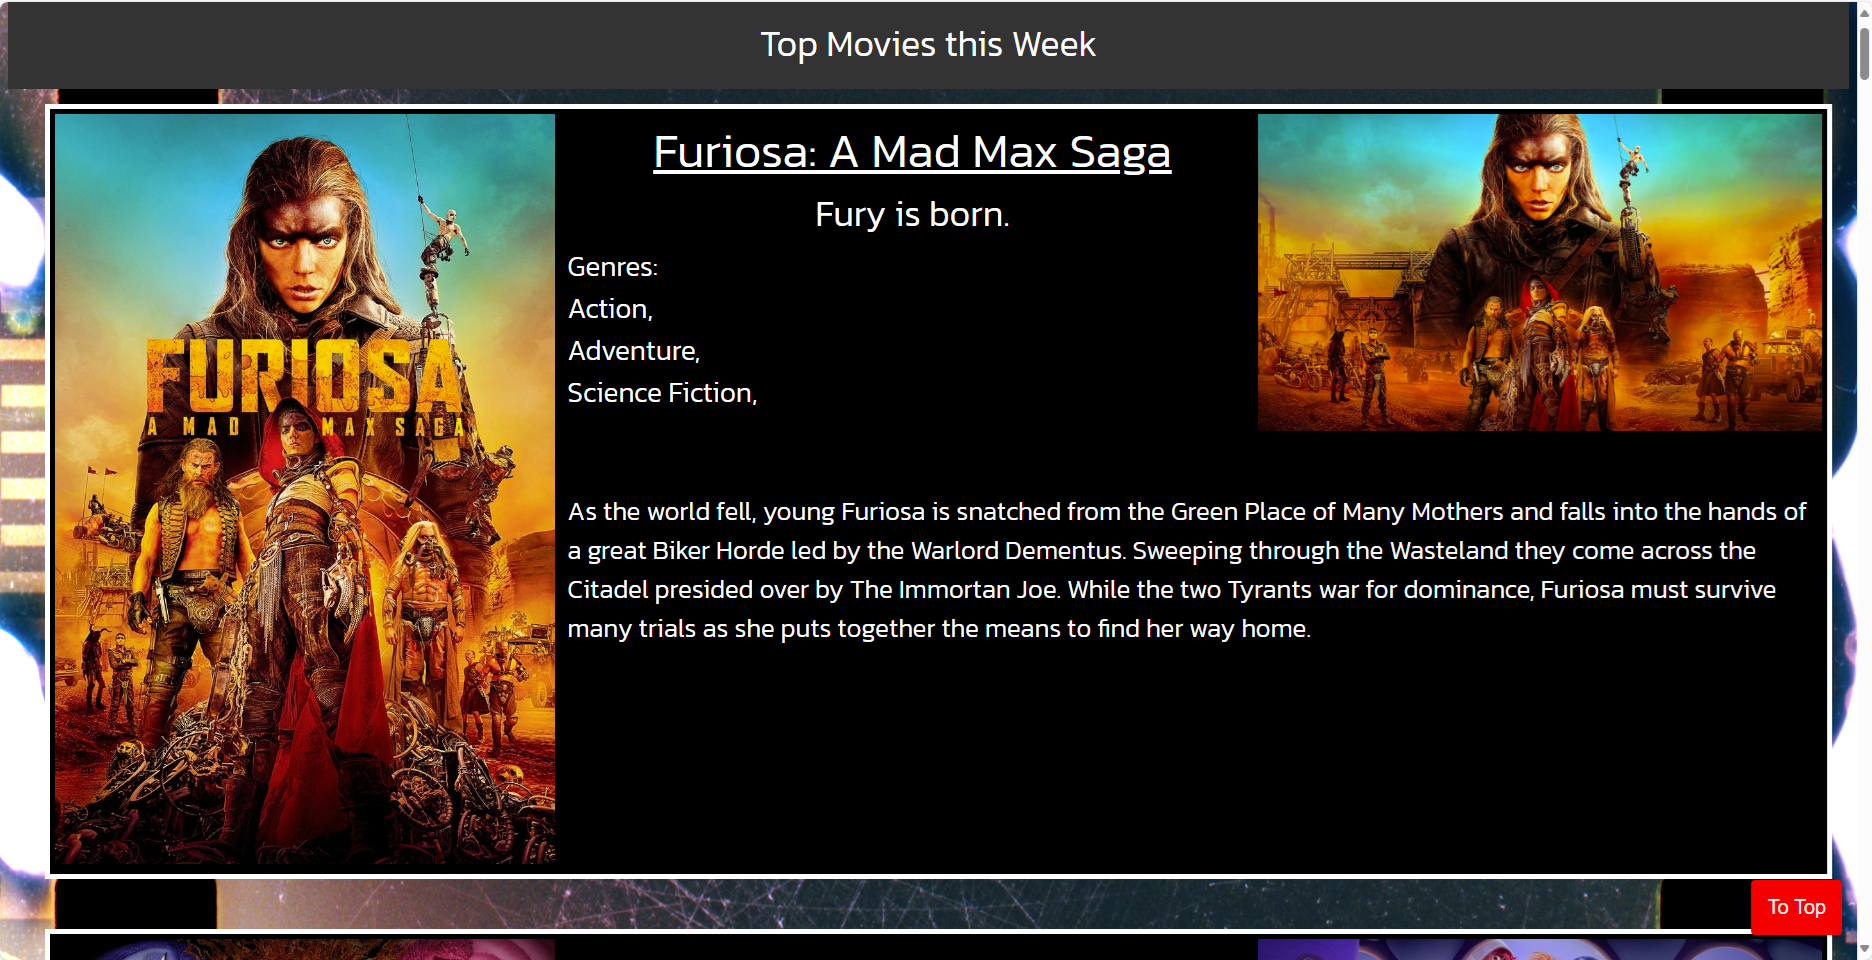 Top Movies this Week
FURIOSA
A MAD MAX SAGA
Furiosa: A Mad Max Saga
Fury is born.
Genres:
Action,
Adventure,
Science Fiction,
As the world fell, young Furiosa is snatched from the Green Place of Many Mothers and falls into the hands of
a great Biker Horde led by the Warlord Dementus. Sweeping through the Wasteland they come across the
Citadel presided over by The Immortan Joe. While the two Tyrants war for dominance, Furiosa must survive
many trials as she puts together the means to find her way home.
To Top